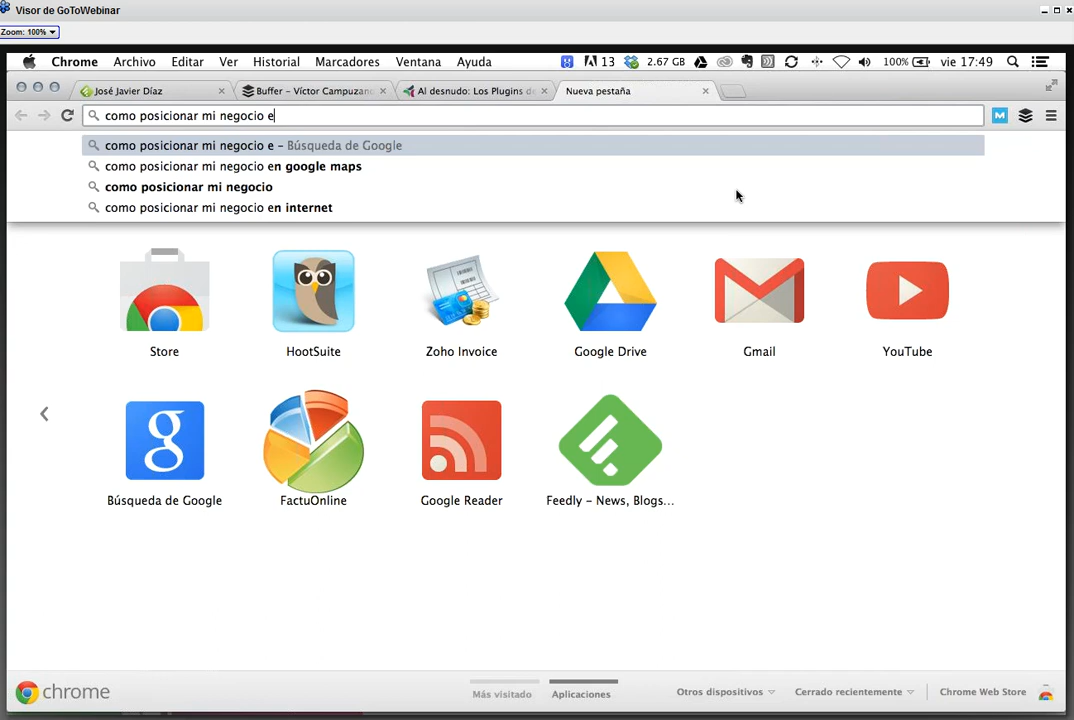 Visor de GoToWebinar
Zoom: 100%
Chrome Archivo Editar Ver Historial Marcadores Ventana Ayuda 13 2.67 GB 100% vie 17:49
José Javier Díaz Buffer - Víctor Campuzano Al desnudo: Los Plugins de Nueva pestaña
como posicionar mi negocio e
como posicionar mi negocio e – Búsqueda de Google
como posicionar mi negocio en google maps
como posicionar mi negocio
como posicionar mi negocio en internet
Store HootSuite Zoho Invoice Google Drive Gmail YouTube
Búsqueda de Google FactuOnline Google Reader Feedly – News, Blogs...
chrome Más visitado Aplicaciones Otros dispositivos Cerrado recientemente Chrome Web Store